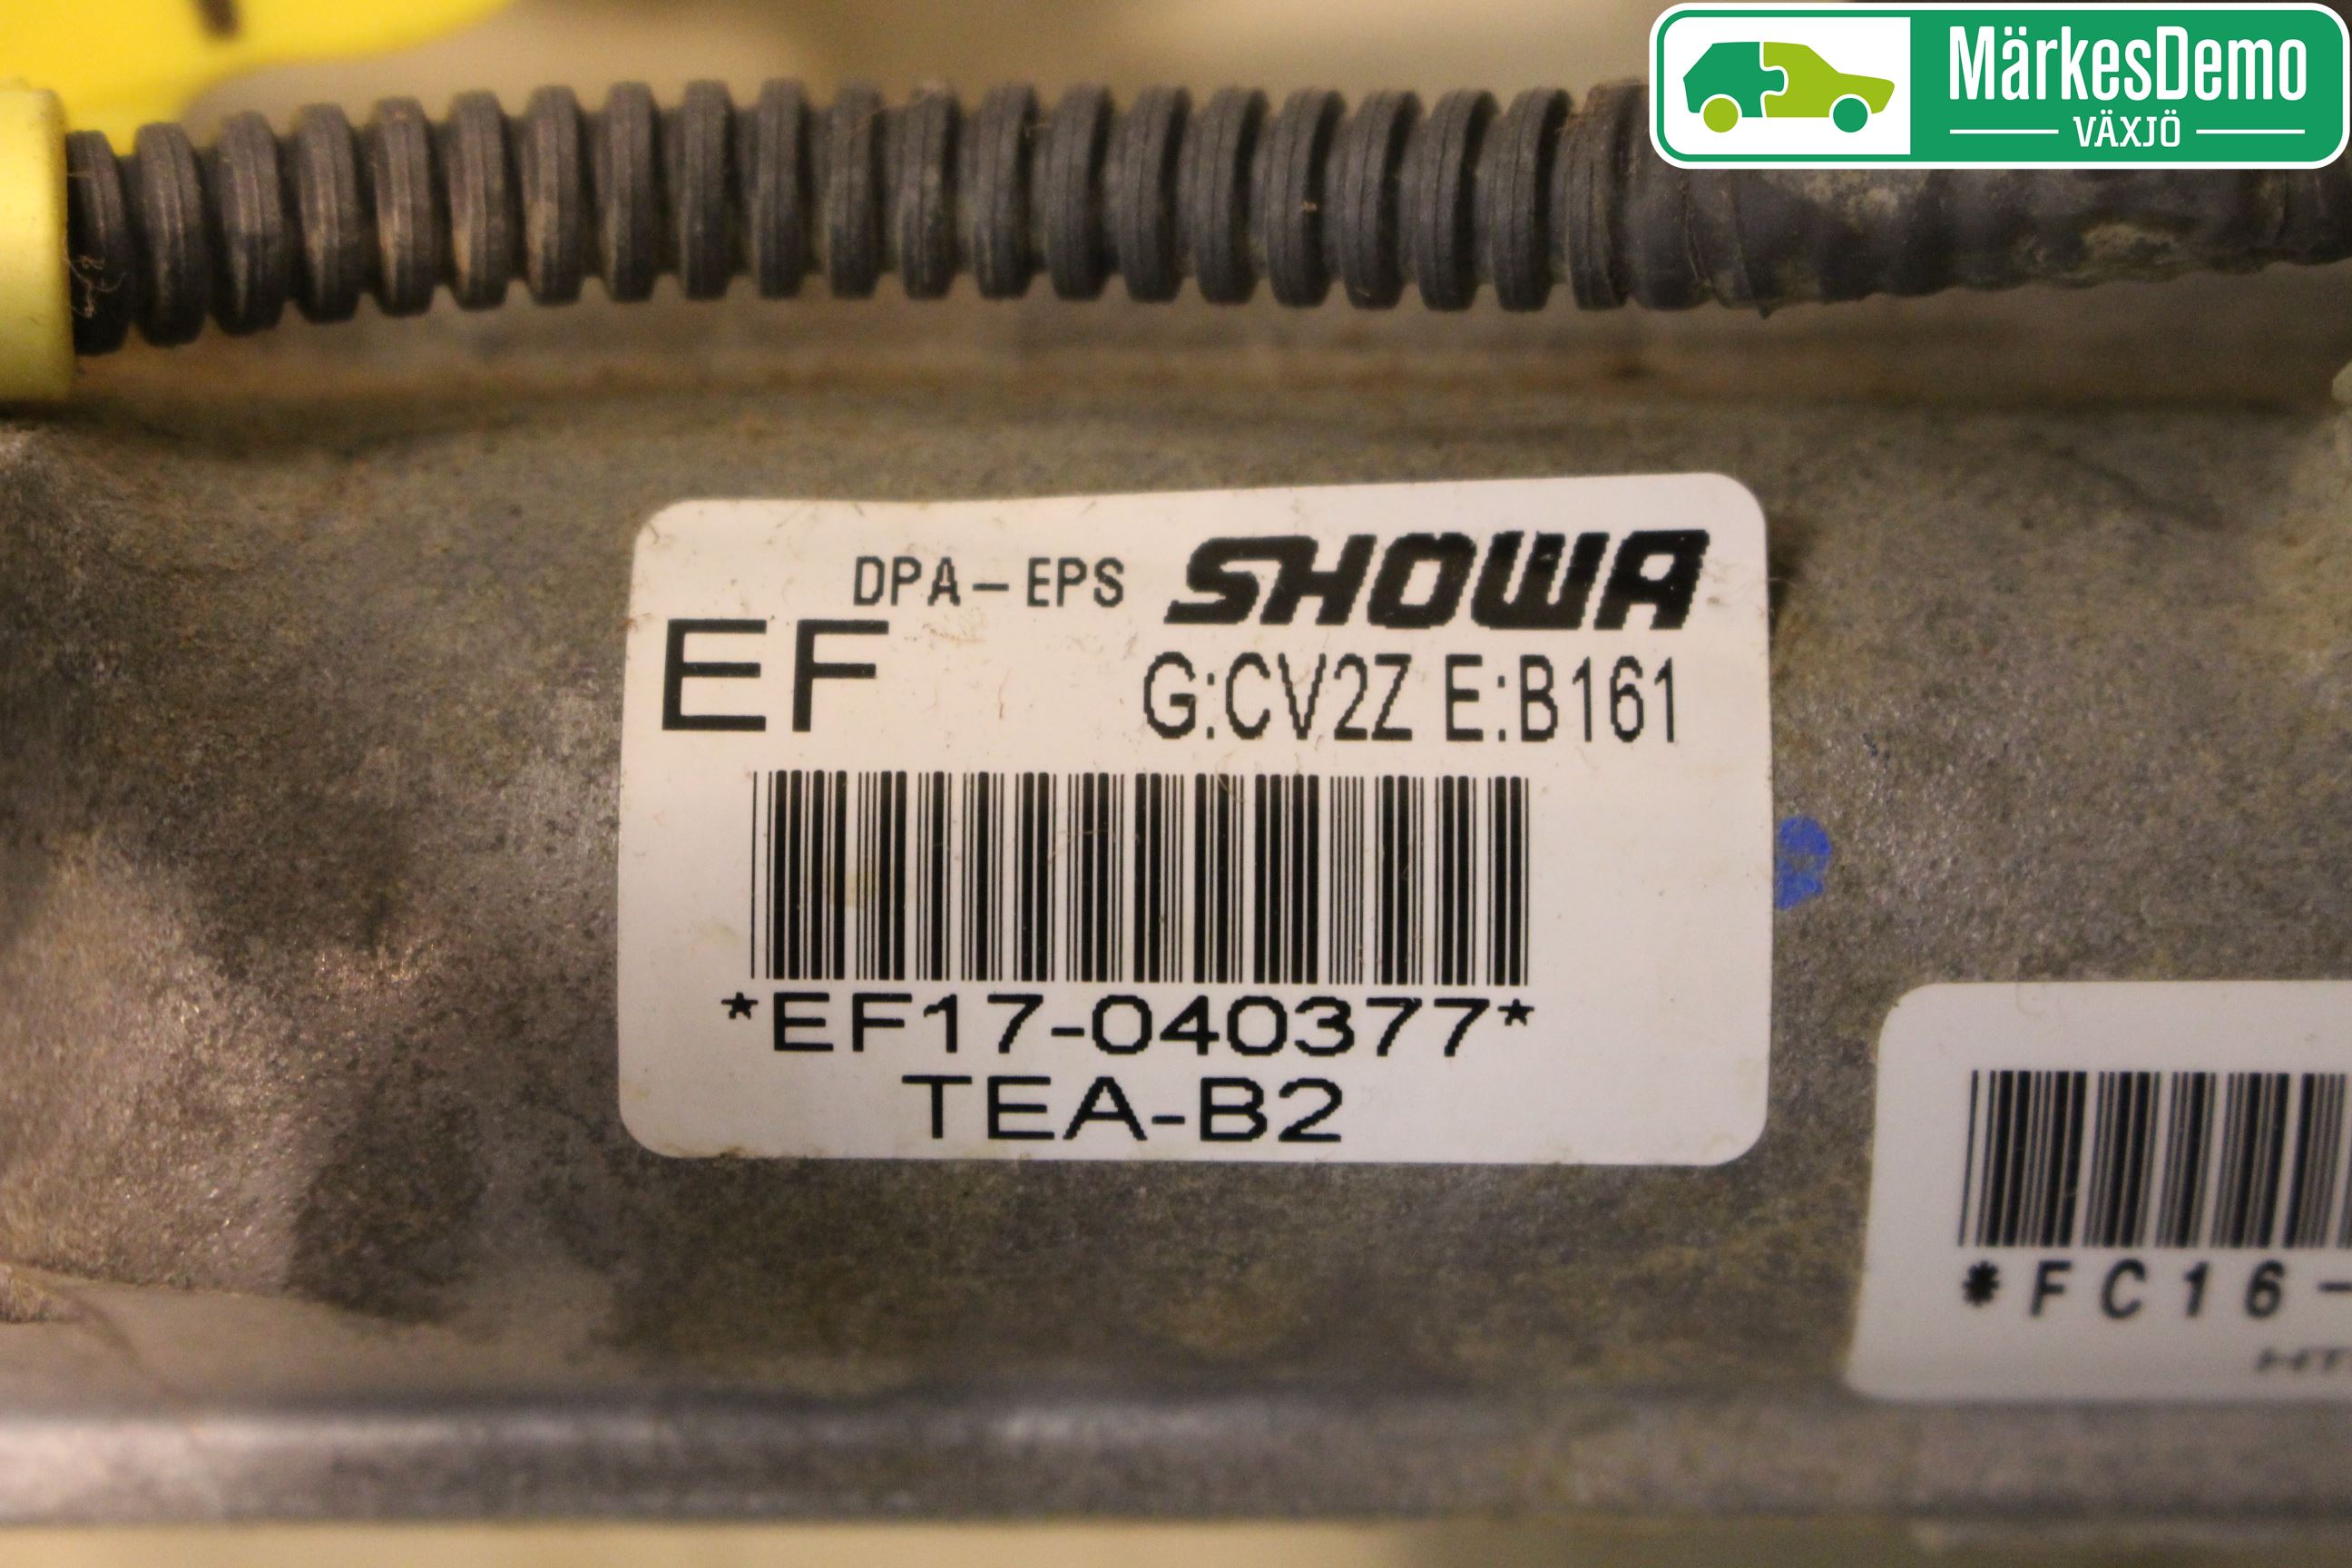 MärkesDemo
VÄXJÖ
DPA-EPS SHOWA
EF
G:CV2Z E:B161
*EF17-040377*
TEA-B2
*FC16-